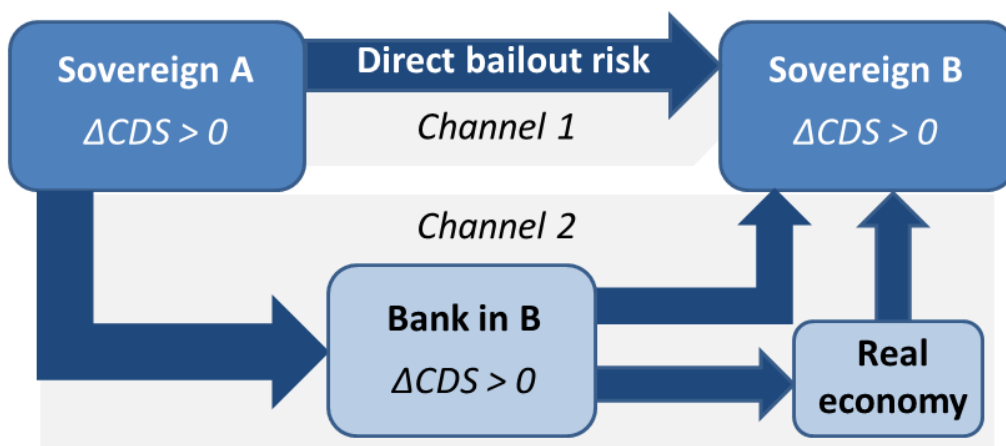 Sovereign A
ΔCDS > 0
Direct bailout risk
Channel 1
Sovereign B
ΔCDS > 0
Channel 2
Bank in B
ΔCDS > 0
Real
economy